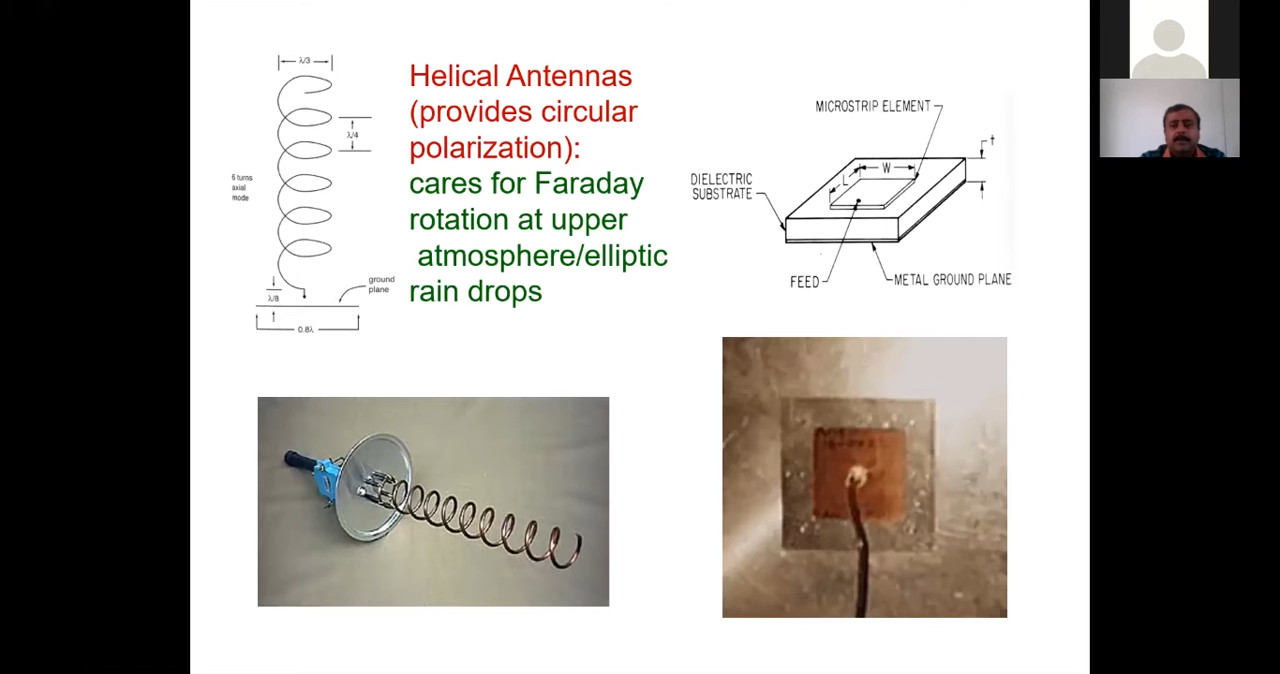 λ/3
λ/4
6 turns
axial
mode
λ/8
ground
plane
0.8λ
Helical Antennas
(provides circular
polarization):
cares for Faraday
rotation at upper
atmosphere/elliptic
rain drops
MICROSTRIP ELEMENT
t
W
L
DIELECTRIC
SUBSTRATE
FEED
METAL GROUND PLANE